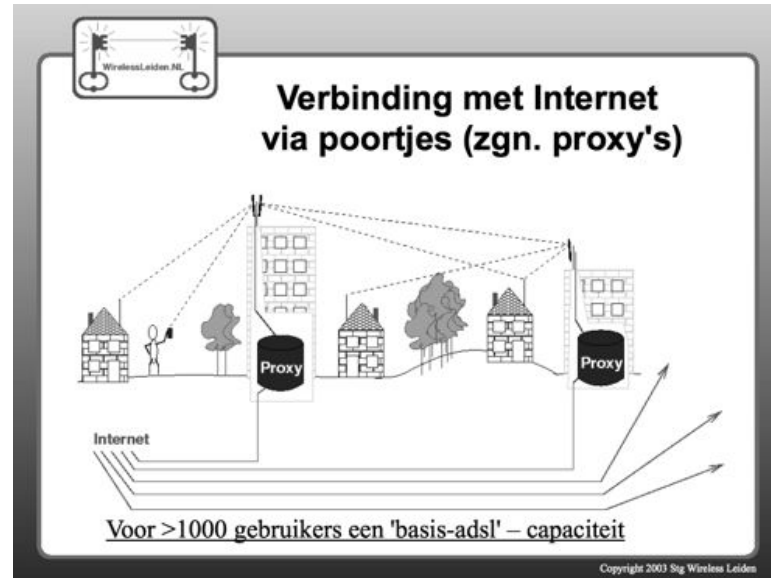 WirelessLeiden.NL
Verbinding met Internet
via poortjes (zgn. proxy's)
Proxy
Proxy
Internet
Voor >1000 gebruikers een 'basis-adsl' – capaciteit
Copyright 2003 Stg Wireless Leiden